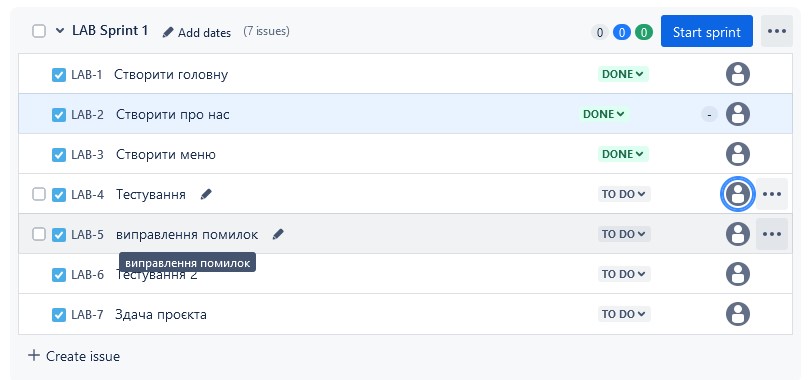 LAB Sprint 1 Add dates (7 issues) 0 0 0 Start sprint
LAB-1 Створити головну DONE
LAB-2 Створити про нас DONE -
LAB-3 Створити меню DONE
LAB-4 Тестування TO DO
LAB-5 виправлення помилок TO DO
виправлення помилок
LAB-6 Тестування 2 TO DO
LAB-7 Здача проєкта TO DO
+ Create issue